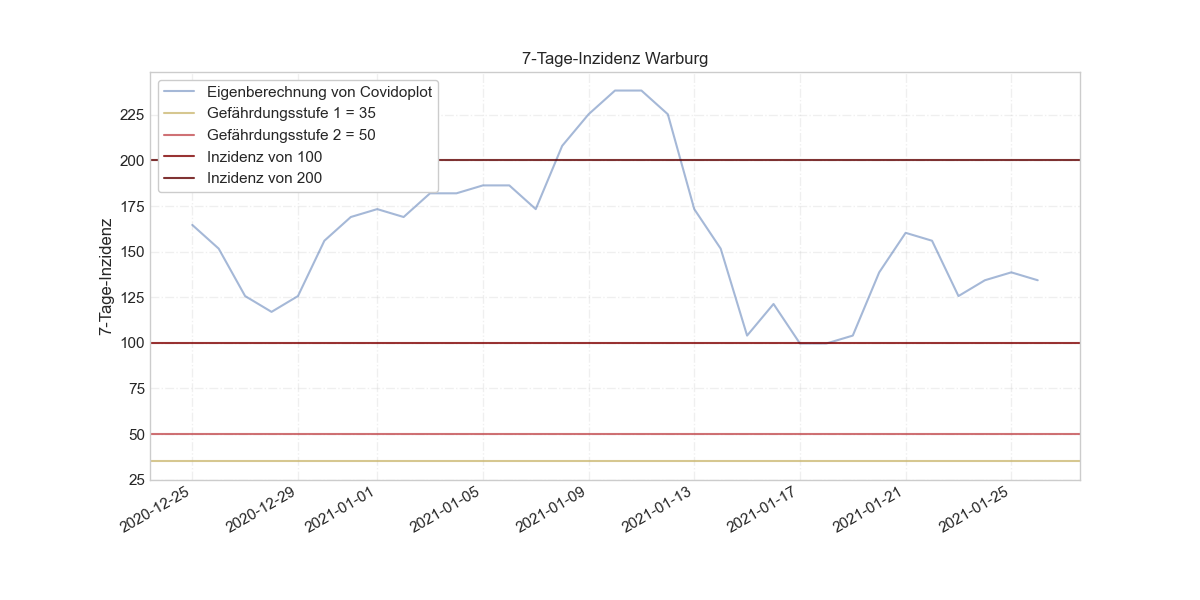 7-Tage-Inzidenz Warburg
Eigenberechnung von Covidoplot
Gefährdungsstufe 1 = 35
Gefährdungsstufe 2 = 50
Inzidenz von 100
Inzidenz von 200
7-Tage-Inzidenz
225
200
175
150
125
100
75
50
25
2020-12-25
2020-12-29
2021-01-01
2021-01-05
2021-01-09
2021-01-13
2021-01-17
2021-01-21
2021-01-25